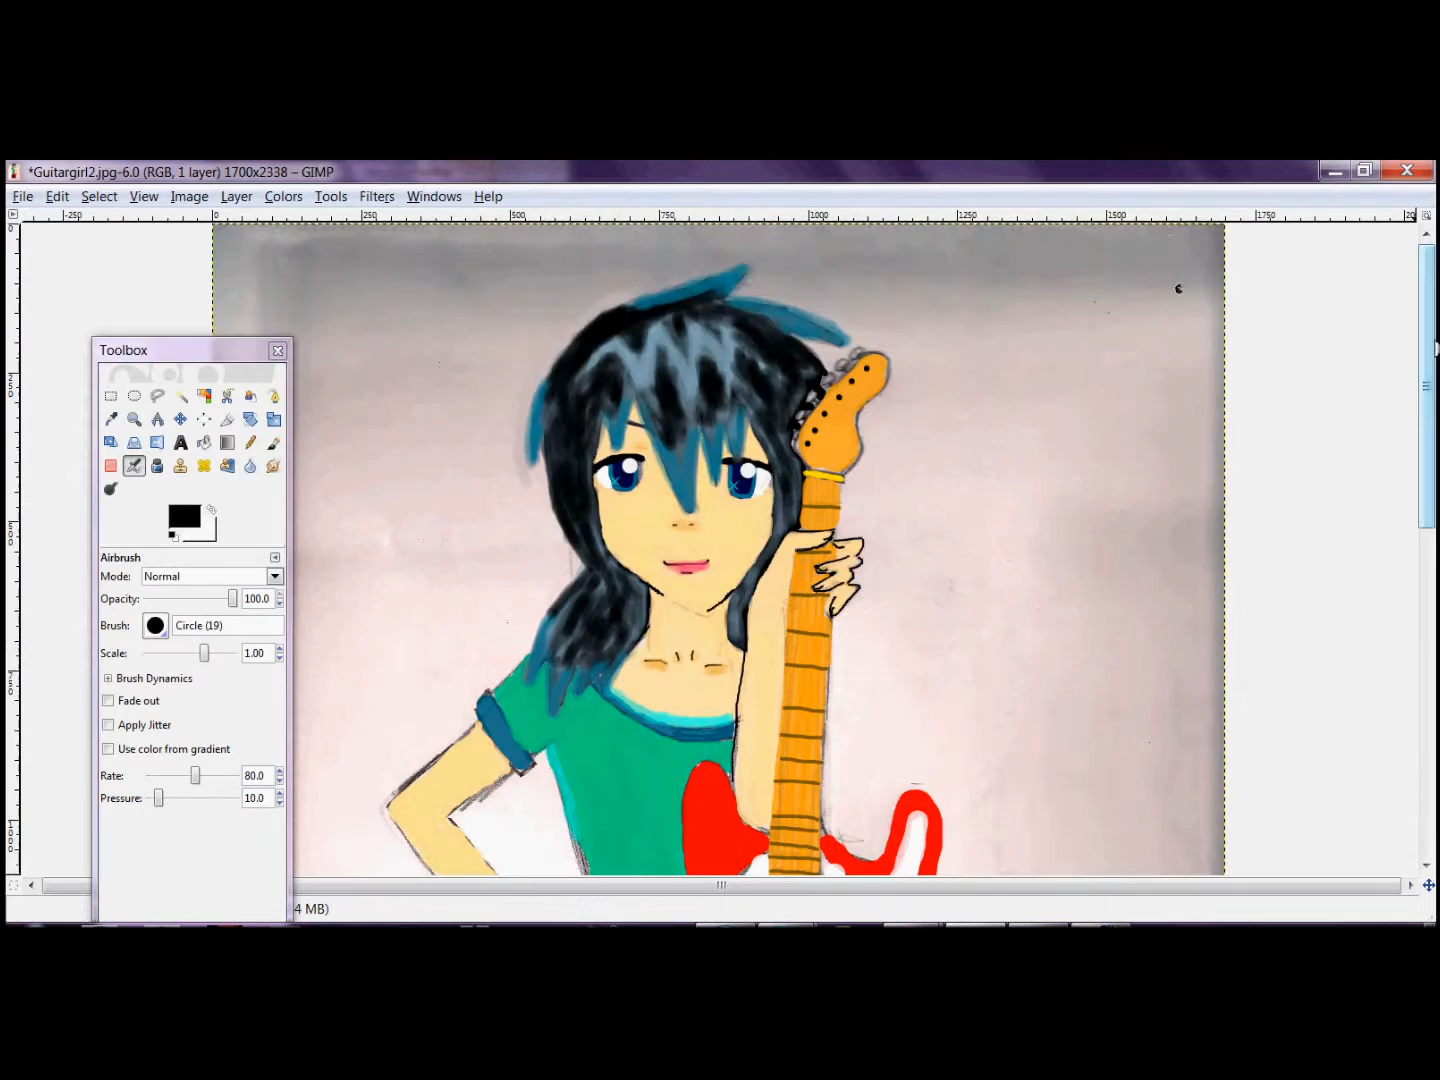 *Guitargirl2.jpg-6.0 (RGB, 1 layer) 1700x2338 – GIMP
File Edit Select View Image Layer Colors Tools Filters Windows Help
-250 0 250 500 750 1000 1250 1500 1750
Toolbox
Airbrush
Mode: Normal
Opacity: 100.0
Brush: Circle (19)
Scale: 1.00
Brush Dynamics
Fade out
Apply Jitter
Use color from gradient
Rate: 80.0
Pressure: 10.0
4 MB)